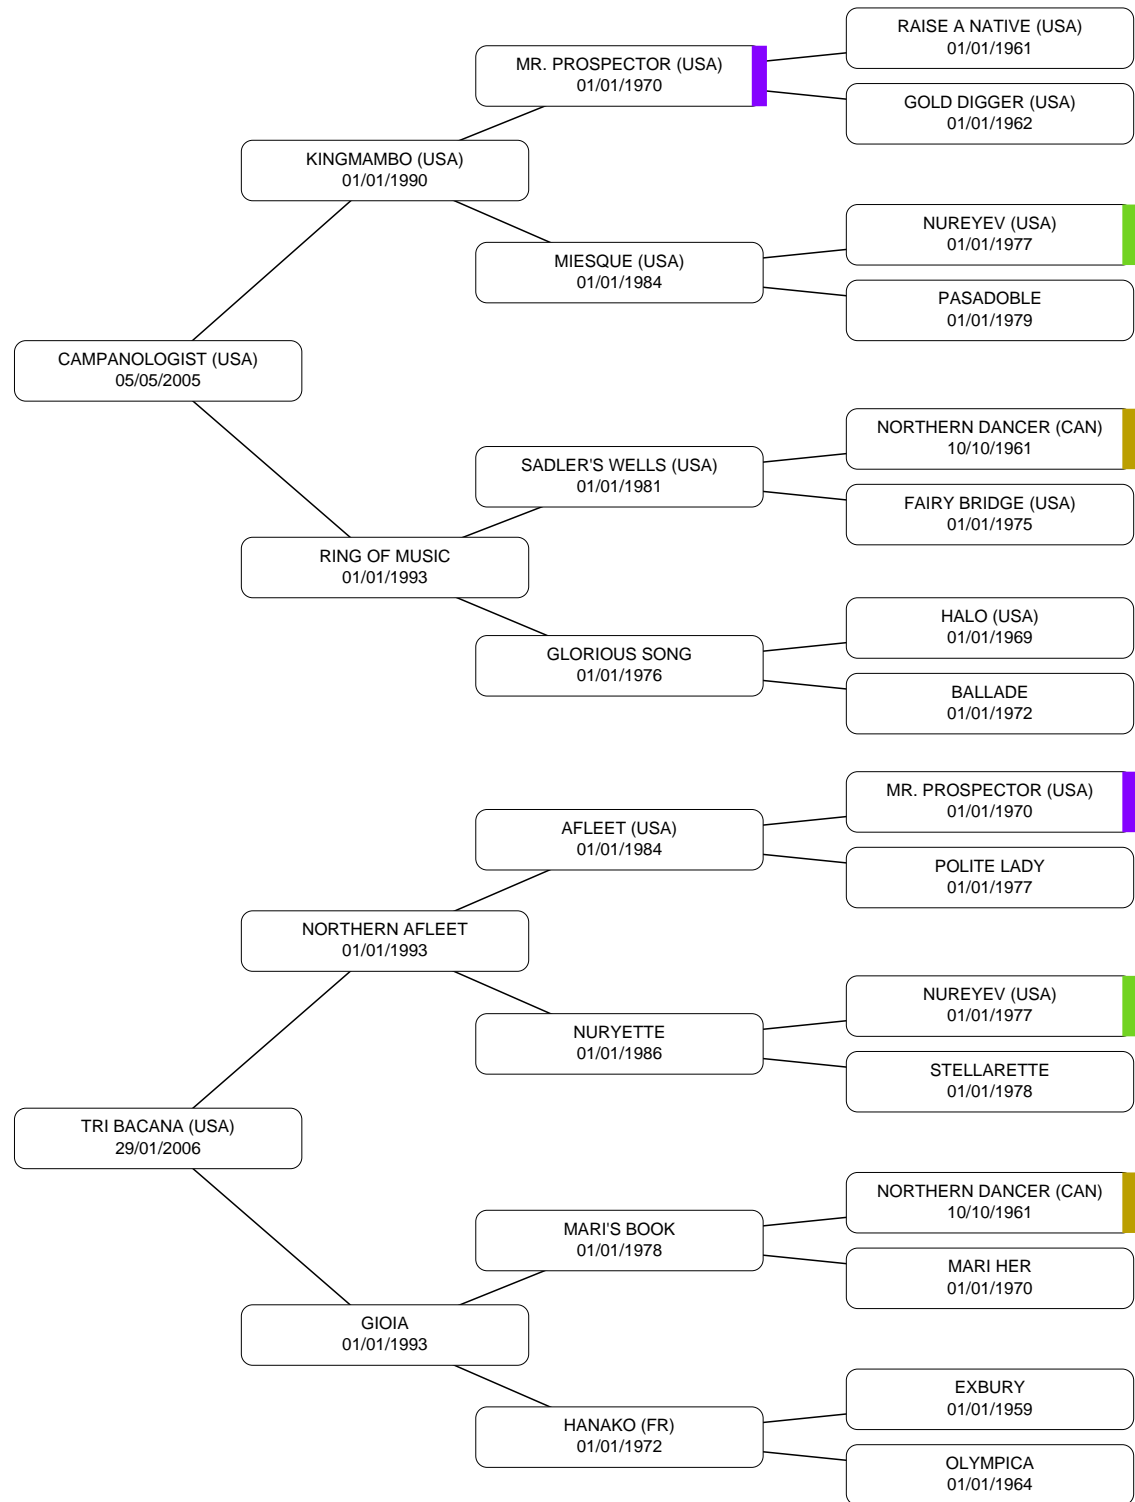 RAISE A NATIVE (USA)
01/01/1961
MR. PROSPECTOR (USA)
01/01/1970
GOLD DIGGER (USA)
01/01/1962
KINGMAMBO (USA)
01/01/1990
NUREYEV (USA)
01/01/1977
MIESQUE (USA)
01/01/1984
PASADOBLE
01/01/1979
CAMPANOLOGIST (USA)
05/05/2005
NORTHERN DANCER (CAN)
10/10/1961
SADLER'S WELLS (USA)
01/01/1981
FAIRY BRIDGE (USA)
01/01/1975
RING OF MUSIC
01/01/1993
HALO (USA)
01/01/1969
GLORIOUS SONG
01/01/1976
BALLADE
01/01/1972
MR. PROSPECTOR (USA)
01/01/1970
AFLEET (USA)
01/01/1984
POLITE LADY
01/01/1977
NORTHERN AFLEET
01/01/1993
NUREYEV (USA)
01/01/1977
NURYETTE
01/01/1986
STELLARETTE
01/01/1978
TRI BACANA (USA)
29/01/2006
NORTHERN DANCER (CAN)
10/10/1961
MARI'S BOOK
01/01/1978
MARI HER
01/01/1970
GIOIA
01/01/1993
EXBURY
01/01/1959
HANAKO (FR)
01/01/1972
OLYMPICA
01/01/1964